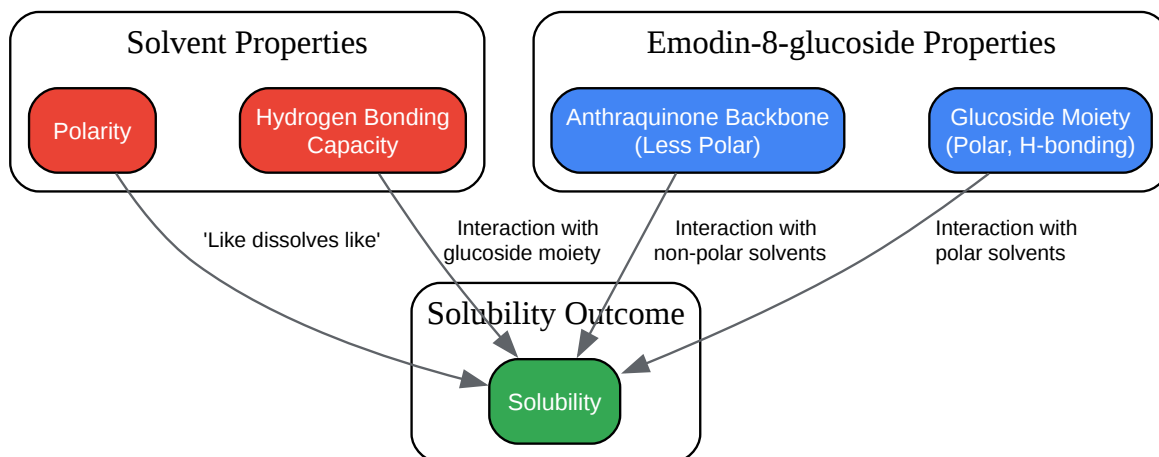 Solvent Properties
Emodin-8-glucoside Properties
Polarity
Hydrogen Bonding
Capacity
Anthraquinone Backbone
(Less Polar)
Glucoside Moiety
(Polar, H-bonding)
'Like dissolves like'
Interaction with
glucoside moiety
Interaction with
non-polar solvents
Interaction with
polar solvents
Solubility Outcome
Solubility